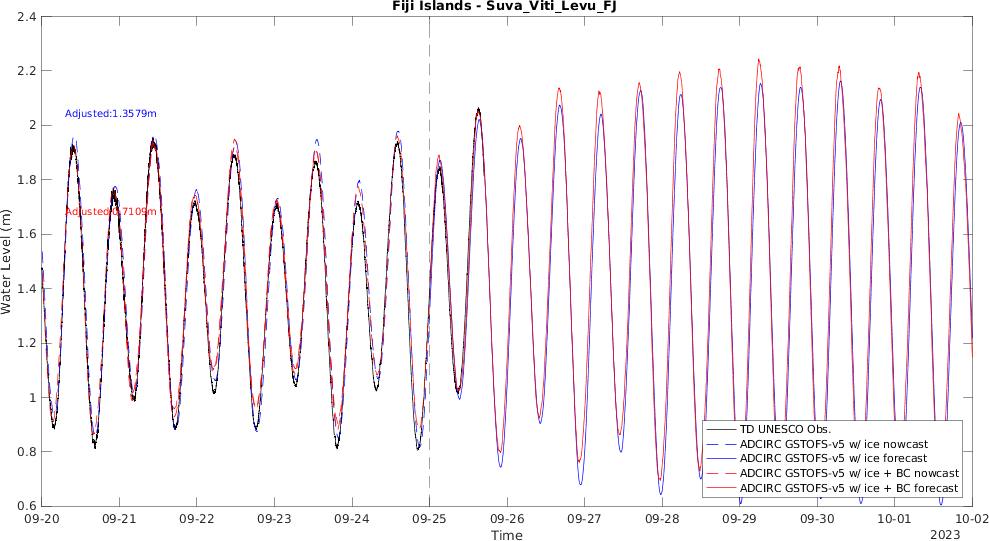 Fiji Islands - Suva_Viti_Levu_FJ
2.4
2.2
2
1.8
1.6
1.4
1.2
1
0.8
0.6
Water Level (m)
Adjusted:1.3579m
Adjusted:0.7109m
TD UNESCO Obs.
ADCIRC GSTOFS-v5 w/ ice nowcast
ADCIRC GSTOFS-v5 w/ ice forecast
ADCIRC GSTOFS-v5 w/ ice + BC nowcast
ADCIRC GSTOFS-v5 w/ ice + BC forecast
09-20 09-21 09-22 09-23 09-24 09-25 09-26 09-27 09-28 09-29 09-30 10-01 10-02
Time
2023